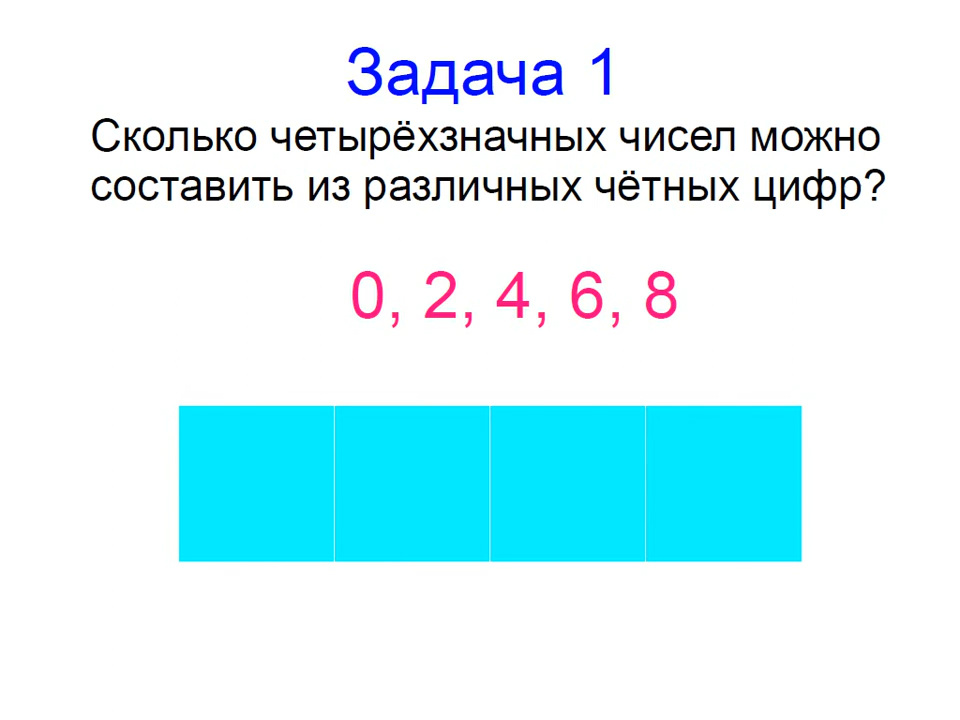 Задача 1
Сколько четырёхзначных чисел можно
составить из различных чётных цифр?
0, 2, 4, 6, 8